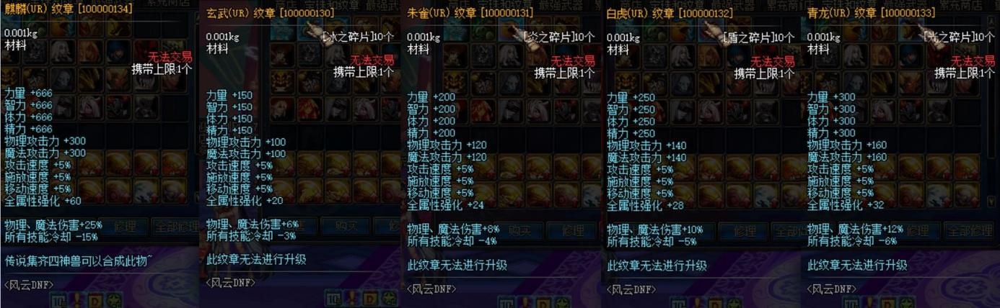 麒麟(UR) 纹章 [100000134]
0.001kg
材料
无法交易
携带上限:1个
力量 +666
智力 +666
体力 +666
精力 +666
物理攻击力 +300
魔法攻击力 +300
攻击速度 +5%
施放速度 +5%
移动速度 +5%
全属性强化 +60
物理、魔法伤害+25%
所有技能冷却 -15%
传说集齐四神兽可以合成此物~
<风云DNF>
玄武(UR) 纹章 [100000130]
0.001kg
[冰之碎片]10个
材料
无法交易
携带上限:1个
力量 +150
智力 +150
体力 +150
精力 +150
物理攻击力 +100
魔法攻击力 +100
攻击速度 +5%
施放速度 +5%
移动速度 +5%
全属性强化 +20
物理、魔法伤害+6%
所有技能冷却 -3%
此纹章无法进行升级
<风云DNF>
朱雀(UR) 纹章 [100000131]
0.001kg
[炎之碎片]10个
材料
无法交易
携带上限:1个
力量 +200
智力 +200
体力 +200
精力 +200
物理攻击力 +120
魔法攻击力 +120
攻击速度 +5%
施放速度 +5%
移动速度 +5%
全属性强化 +24
物理、魔法伤害+8%
所有技能冷却 -4%
此纹章无法进行升级
<风云DNF>
白虎(UR) 纹章 [100000132]
0.001kg
[盾之碎片]10个
材料
无法交易
携带上限:1个
力量 +250
智力 +250
体力 +250
精力 +250
物理攻击力 +140
魔法攻击力 +140
攻击速度 +5%
施放速度 +5%
移动速度 +5%
全属性强化 +28
物理、魔法伤害+10%
所有技能冷却 -5%
此纹章无法进行升级
<风云DNF>
青龙(UR) 纹章 [100000133]
0.001kg
[光之碎片]10个
材料
无法交易
携带上限:1个
力量 +300
智力 +300
体力 +300
精力 +300
物理攻击力 +160
魔法攻击力 +160
攻击速度 +5%
施放速度 +5%
移动速度 +5%
全属性强化 +32
物理、魔法伤害+12%
所有技能冷却 -6%
此纹章无法进行升级
<风云DNF>
修理
全部修理
购买
购买
修理
修理
修理
全部修理